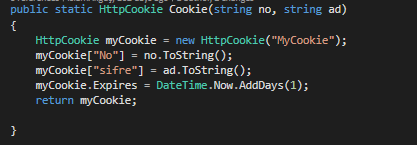 public static HttpCookie Cookie(string no, string ad)
{
HttpCookie myCookie = new HttpCookie("MyCookie");
myCookie["No"] = no.ToString();
myCookie["sifre"] = ad.ToString();
myCookie.Expires = DateTime.Now.AddDays(1);
return myCookie;
}